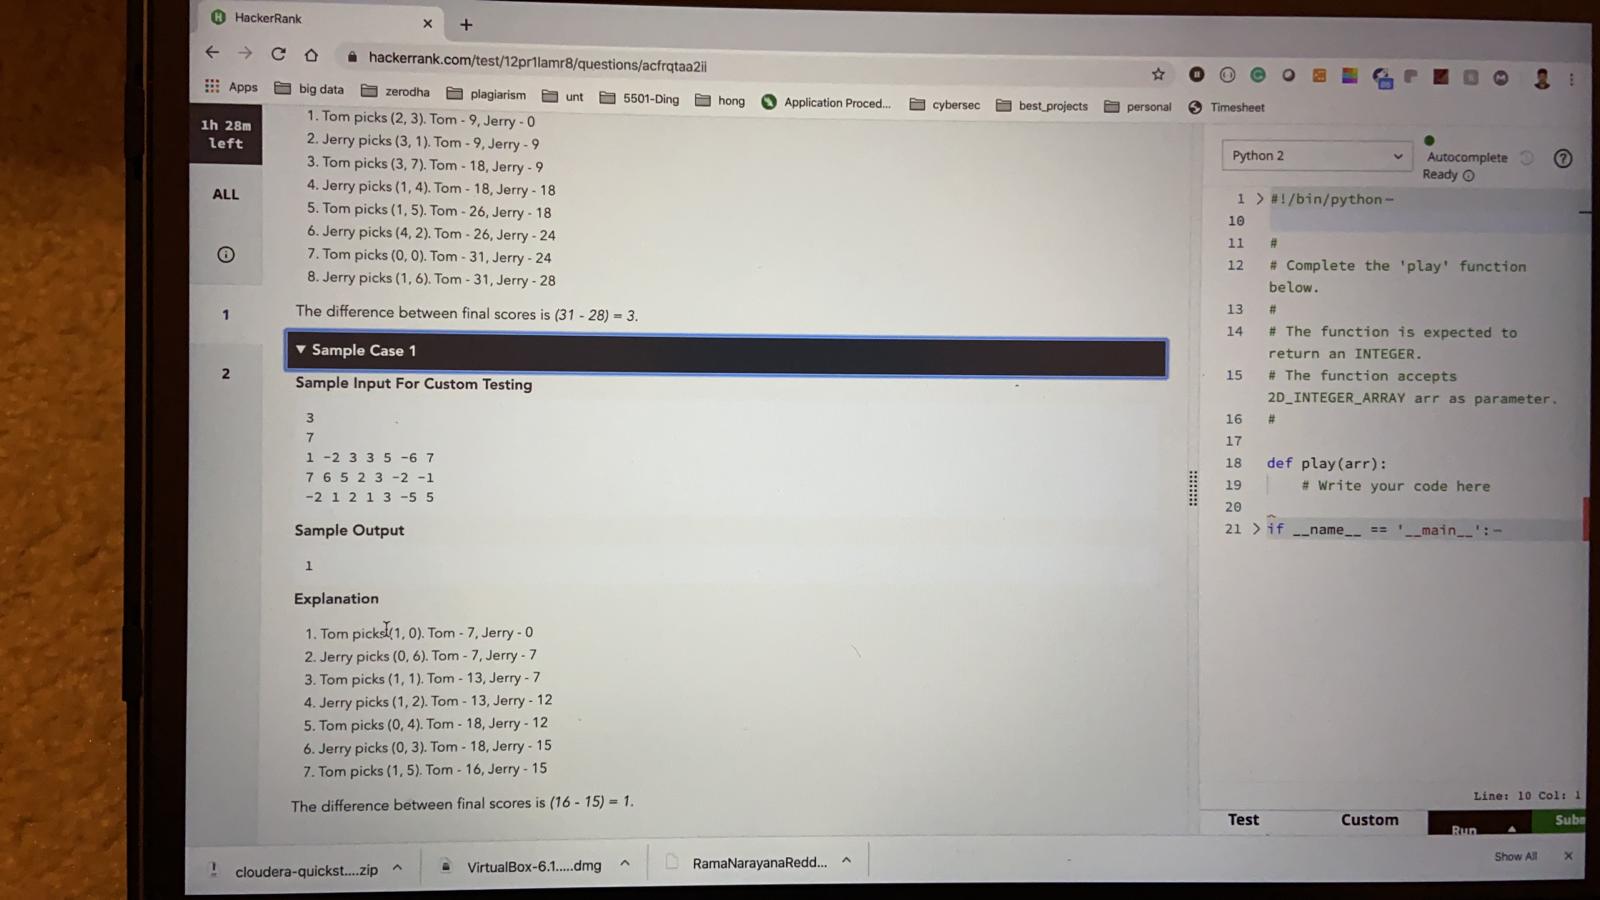 HackerRank
hackerrank.com/test/12pr1lamr8/questions/acfrqtaa2ii
Apps big data zerodha plagiarism unt 5501-Ding hong Application Proced... cybersec best_projects personal Timesheet
1h 28m
left
ALL
1
2
1. Tom picks (2, 3). Tom - 9, Jerry - 0
2. Jerry picks (3, 1). Tom - 9, Jerry - 9
3. Tom picks (3, 7). Tom - 18, Jerry - 9
4. Jerry picks (1, 4). Tom - 18, Jerry - 18
5. Tom picks (1, 5). Tom - 26, Jerry - 18
6. Jerry picks (4, 2). Tom - 26, Jerry - 24
7. Tom picks (0, 0). Tom - 31, Jerry - 24
8. Jerry picks (1, 6). Tom - 31, Jerry - 28
The difference between final scores is (31 - 28) = 3.
Sample Case 1
Sample Input For Custom Testing
3
7
1 -2 3 3 5 -6 7
7 6 5 2 3 -2 -1
-2 1 2 1 3 -5 5
Sample Output
1
Explanation
1. Tom picks (1, 0). Tom - 7, Jerry - 0
2. Jerry picks (0, 6). Tom - 7, Jerry - 7
3. Tom picks (1, 1). Tom - 13, Jerry - 7
4. Jerry picks (1, 2). Tom - 13, Jerry - 12
5. Tom picks (0, 4). Tom - 18, Jerry - 12
6. Jerry picks (0, 3). Tom - 18, Jerry - 15
7. Tom picks (1, 5). Tom - 16, Jerry - 15
The difference between final scores is (16 - 15) = 1.
Python 2
Autocomplete
Ready
1 #!/bin/python
10
11 #
12 # Complete the 'play' function
below.
13 #
14 # The function is expected to
return an INTEGER.
15 # The function accepts
2D_INTEGER_ARRAY arr as parameter.
16 #
17
18 def play(arr):
19 # Write your code here
20
21 if __name__ == '__main__':
Line: 10 Col: 1
Test Custom Run Subm
cloudera-quickst....zip VirtualBox-6.1.....dmg RamaNarayanaRedd... Show All